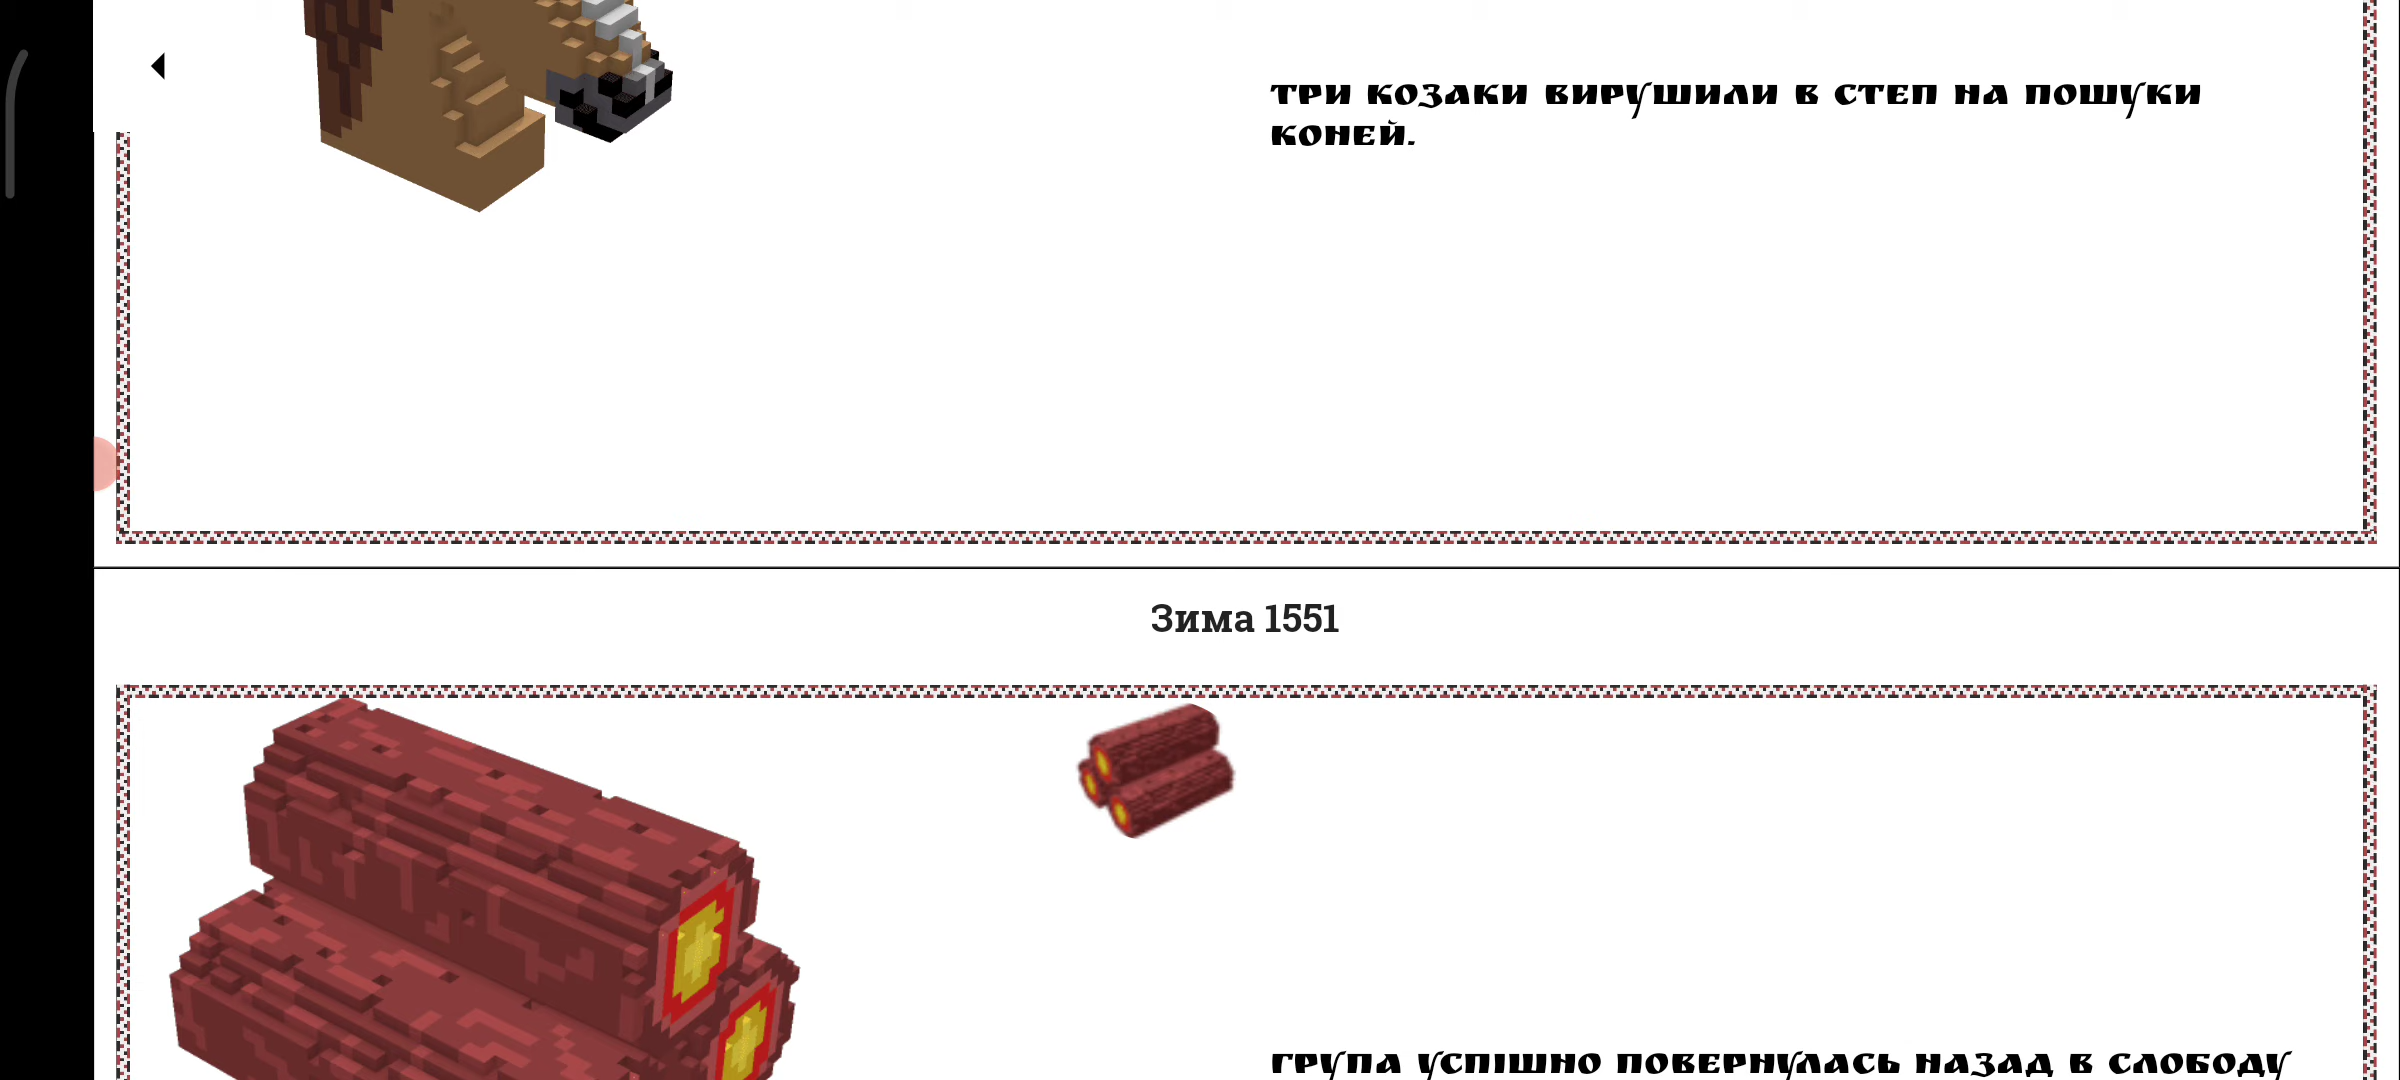 три козаки вирушили в степ на пошуки
коней.
Зима 1551
група успішно повернулась назад в слободу